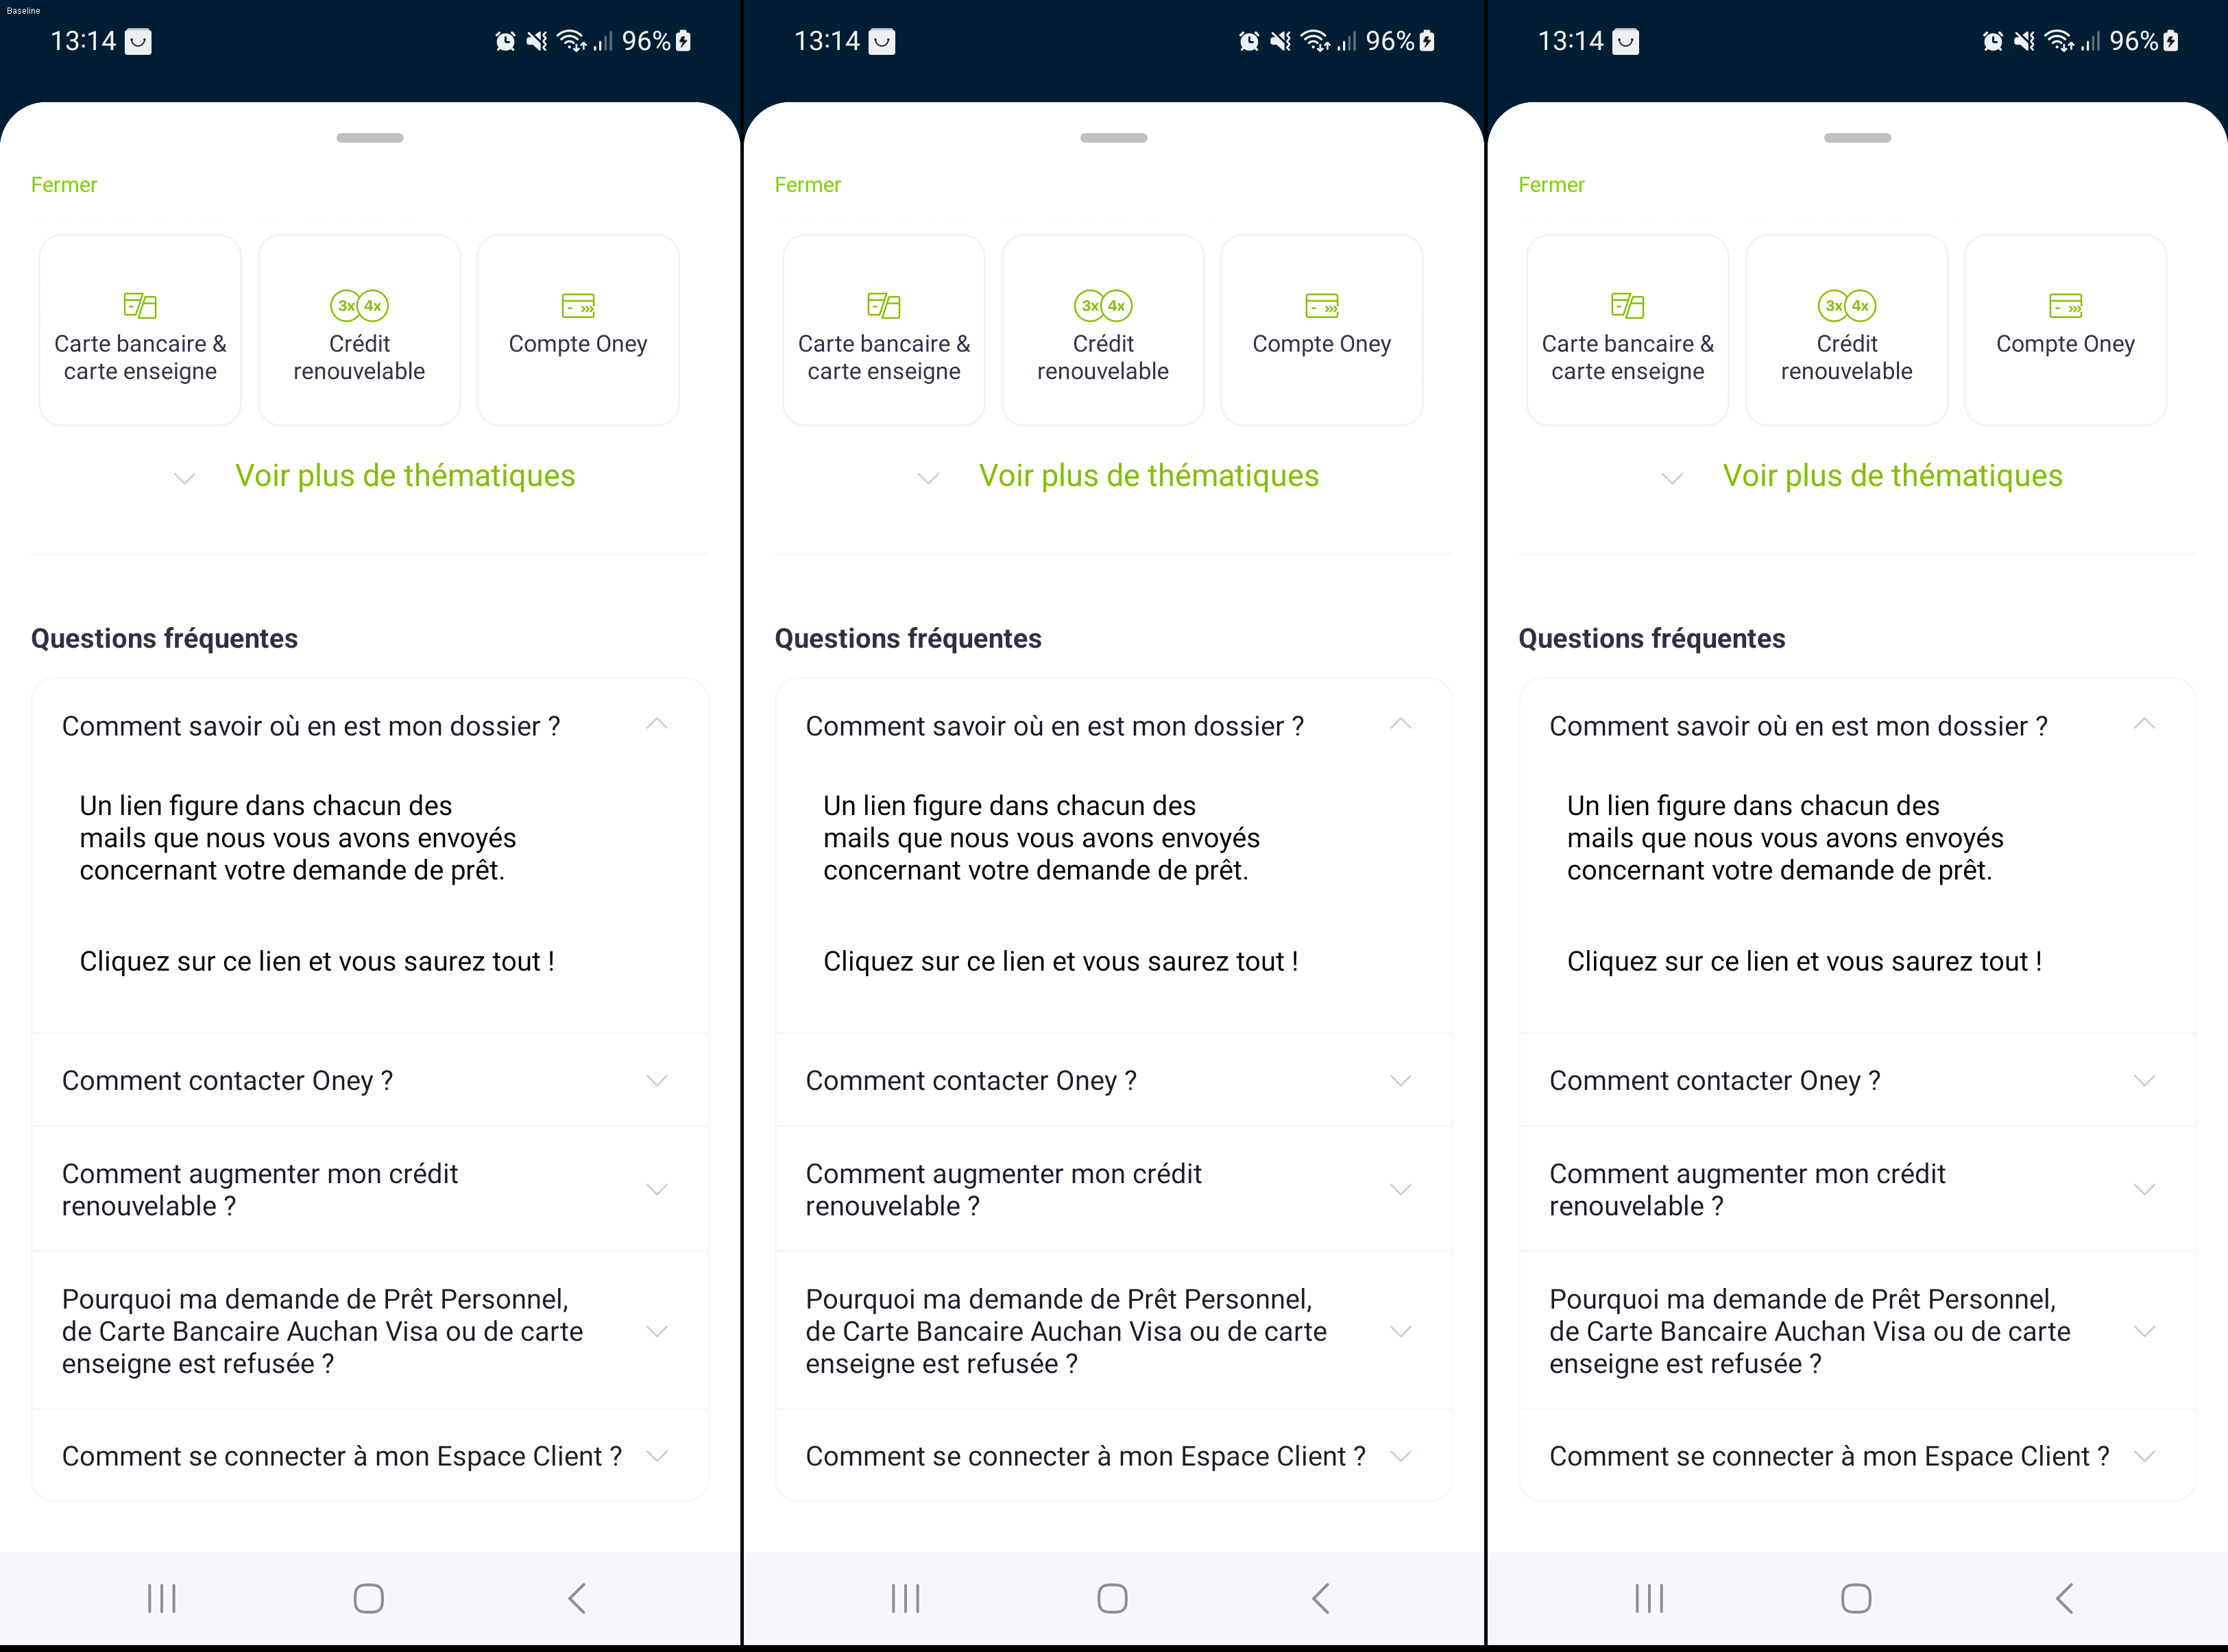 Baseline
13:14
96%
Fermer
Carte bancaire &
carte enseigne
3x 4x
Crédit
renouvelable
Compte Oney
Voir plus de thématiques
Questions fréquentes
Comment savoir où en est mon dossier ?
Un lien figure dans chacun des
mails que nous vous avons envoyés
concernant votre demande de prêt.
Cliquez sur ce lien et vous saurez tout !
Comment contacter Oney ?
Comment augmenter mon crédit
renouvelable ?
Pourquoi ma demande de Prêt Personnel,
de Carte Bancaire Auchan Visa ou de carte
enseigne est refusée ?
Comment se connecter à mon Espace Client ?
13:14
96%
Fermer
Carte bancaire &
carte enseigne
3x 4x
Crédit
renouvelable
Compte Oney
Voir plus de thématiques
Questions fréquentes
Comment savoir où en est mon dossier ?
Un lien figure dans chacun des
mails que nous vous avons envoyés
concernant votre demande de prêt.
Cliquez sur ce lien et vous saurez tout !
Comment contacter Oney ?
Comment augmenter mon crédit
renouvelable ?
Pourquoi ma demande de Prêt Personnel,
de Carte Bancaire Auchan Visa ou de carte
enseigne est refusée ?
Comment se connecter à mon Espace Client ?
13:14
96%
Fermer
Carte bancaire &
carte enseigne
3x 4x
Crédit
renouvelable
Compte Oney
Voir plus de thématiques
Questions fréquentes
Comment savoir où en est mon dossier ?
Un lien figure dans chacun des
mails que nous vous avons envoyés
concernant votre demande de prêt.
Cliquez sur ce lien et vous saurez tout !
Comment contacter Oney ?
Comment augmenter mon crédit
renouvelable ?
Pourquoi ma demande de Prêt Personnel,
de Carte Bancaire Auchan Visa ou de carte
enseigne est refusée ?
Comment se connecter à mon Espace Client ?